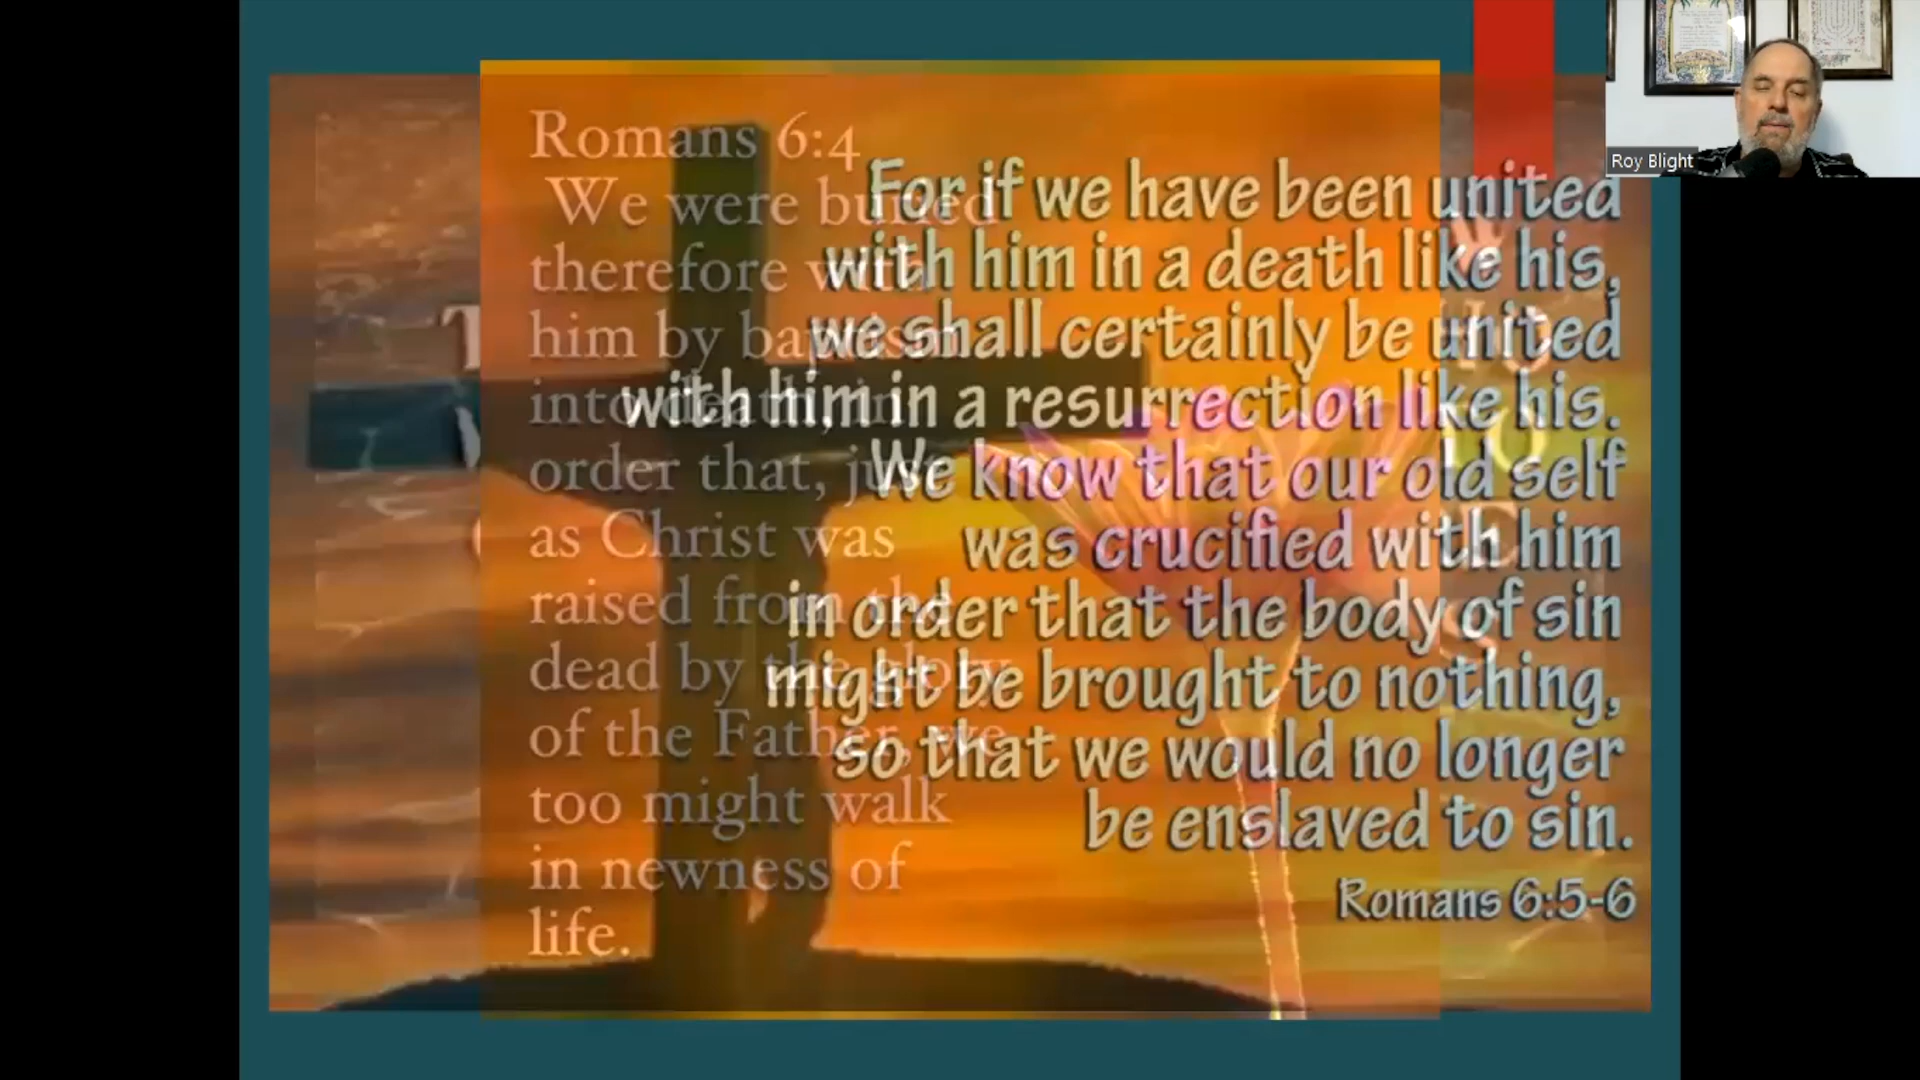 Romans 6:4
We were buried
therefore with
him by baptism
into death, in
order that, just
as Christ was
raised from the
dead by the glory
of the Father, we
too might walk
in newness of
life.
For if we have been united
with him in a death like his,
we shall certainly be united
with him in a resurrection like his.
We know that our old self
was crucified with him
in order that the body of sin
might be brought to nothing,
so that we would no longer
be enslaved to sin.
Romans 6:5-6
Roy Blight